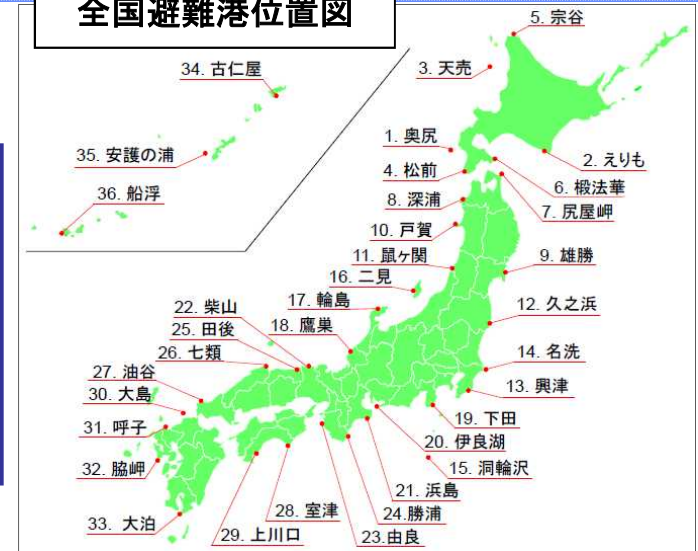 全国避難港位置図
5. 宗谷
34. 古仁屋
3. 天売
1. 奥尻
35. 安護の浦
2. えりも
4. 松前
6. 椴法華
36. 船浮
8. 深浦
7. 尻屋岬
10. 戸賀
11. 鼠ヶ関
9. 雄勝
16. 二見
17. 輪島
12. 久之浜
22. 柴山
18. 鷹巣
25. 田後
14. 名洗
26. 七類
27. 油谷
13. 興津
30. 大島
19. 下田
31. 呼子
20. 伊良湖
32. 脇岬
15. 洞輪沢
21. 浜島
28. 室津
24.勝浦
33. 大泊
29. 上川口
23.由良